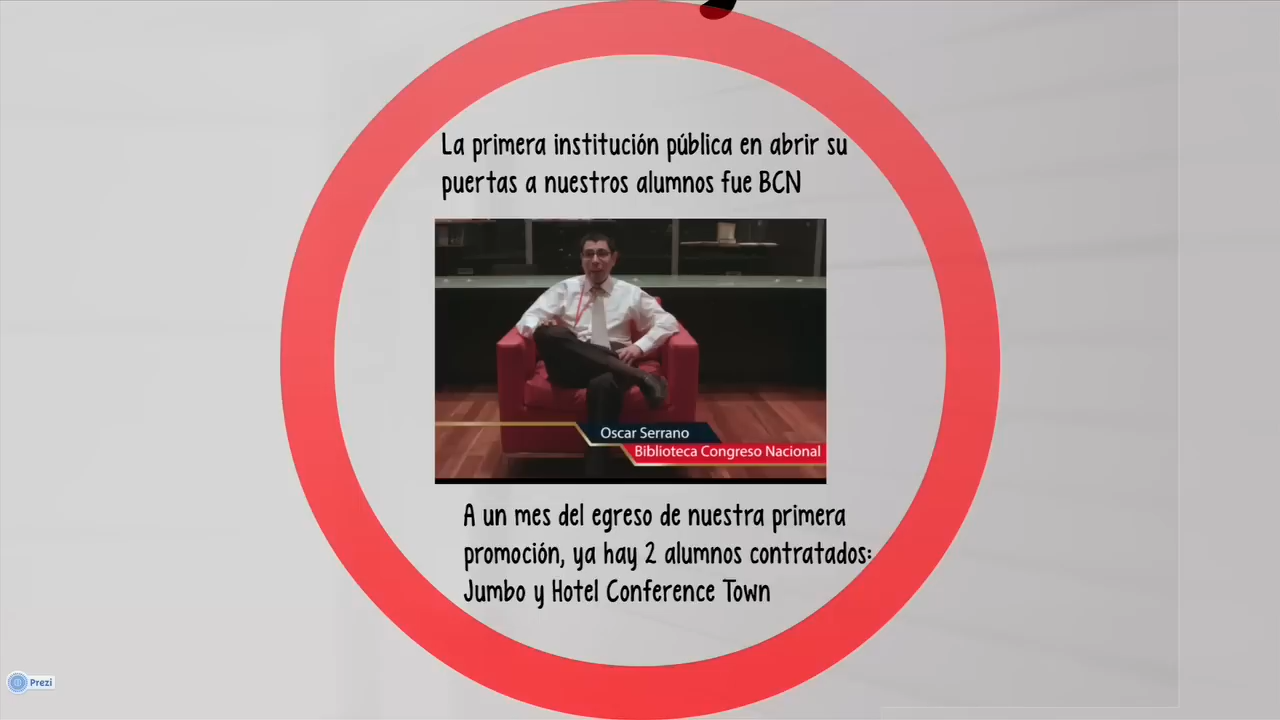 La primera institución pública en abrir su
puertas a nuestros alumnos fue BCN
Oscar Serrano
Biblioteca Congreso Nacional
A un mes del egreso de nuestra primera
promoción, ya hay 2 alumnos contratados:
Jumbo y Hotel Conference Town
Prezi